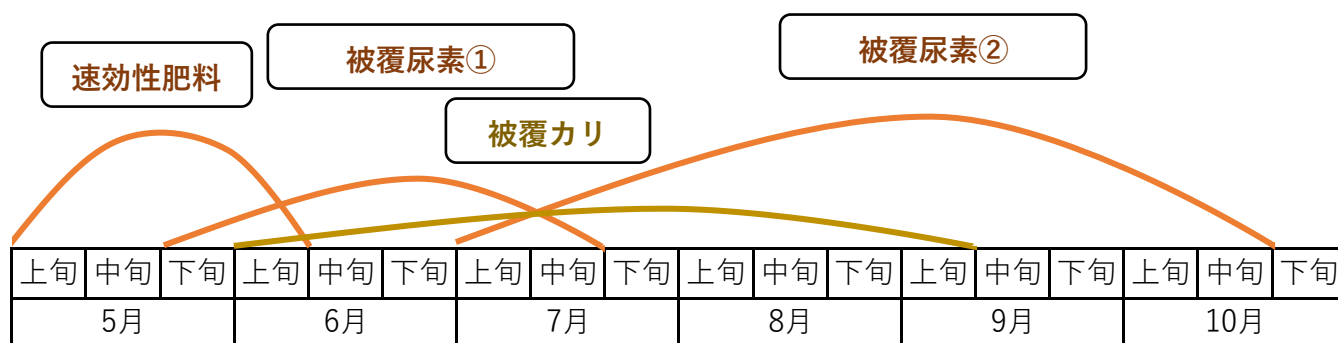 速効性肥料
被覆尿素①
被覆尿素②
被覆カリ
上旬 中旬 下旬 上旬 中旬 下旬 上旬 中旬 下旬 上旬 中旬 下旬 上旬 中旬 下旬 上旬 中旬 下旬
5月 6月 7月 8月 9月 10月